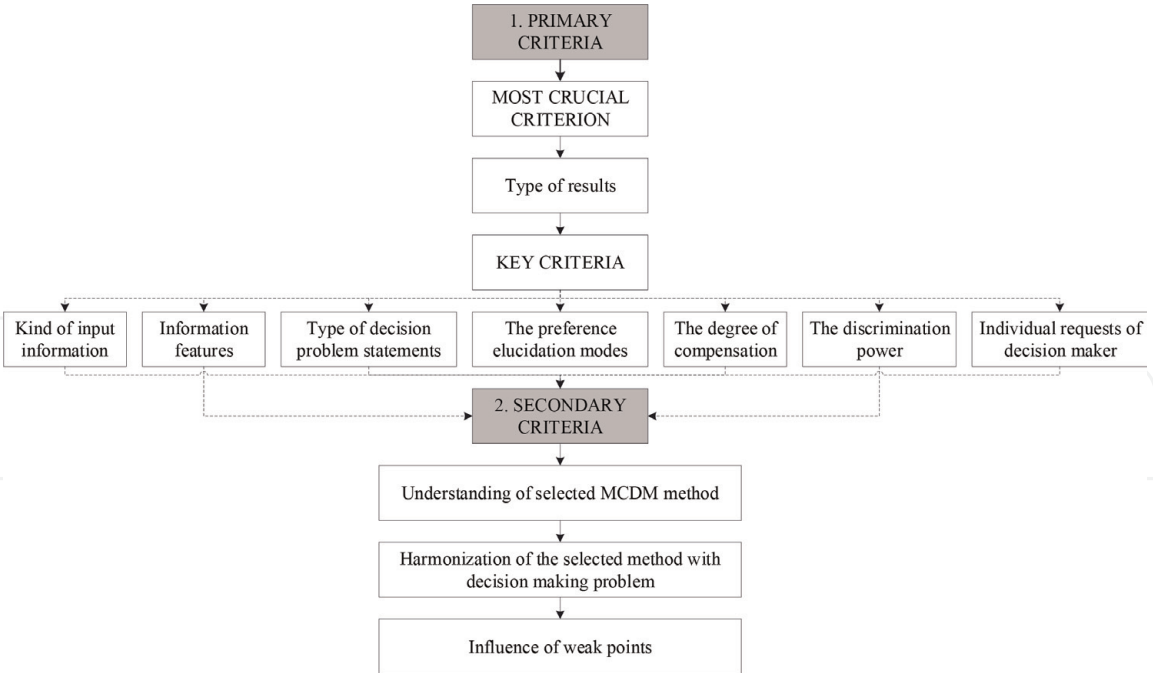 1. PRIMARY
CRITERIA
MOST CRUCIAL
CRITERION
Type of results
KEY CRITERIA
Kind of input
information
Information
features
Type of decision
problem statements
The preference
elucidation modes
The degree of
compensation
The discrimination
power
Individual requests of
decision maker
2. SECONDARY
CRITERIA
Understanding of selected MCDM method
Harmonization of the selected method with
decision making problem
Influence of weak points